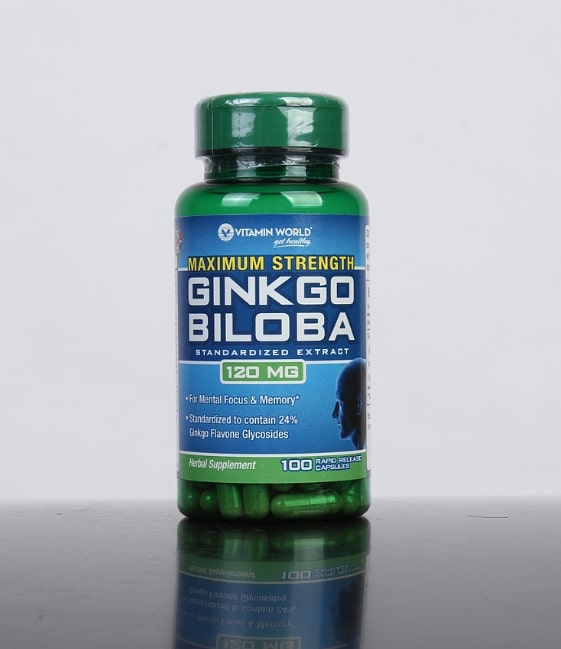 VITAMIN WORLD®
get healthy.
MAXIMUM STRENGTH
GINKGO
BILOBA
STANDARDIZED EXTRACT
120 MG
• For Mental Focus & Memory*
• Standardized to contain 24%
Ginkgo Flavone Glycosides
Herbal Supplement
100 RAPID RELEASE
CAPSULES